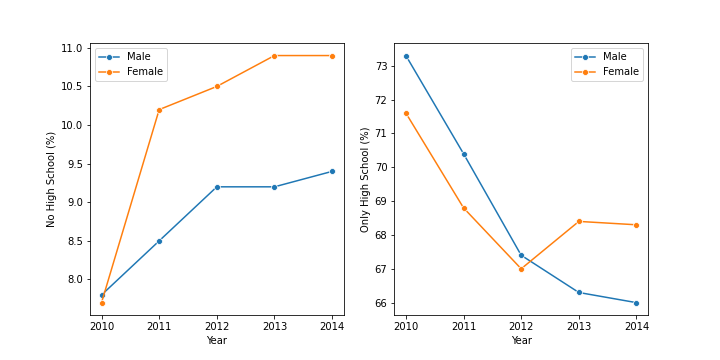 No High School (%)
11.0
10.5
10.0
9.5
9.0
8.5
8.0
Male
Female
2010 2011 2012 2013 2014
Year
Only High School (%)
73
72
71
70
69
68
67
66
Male
Female
2010 2011 2012 2013 2014
Year